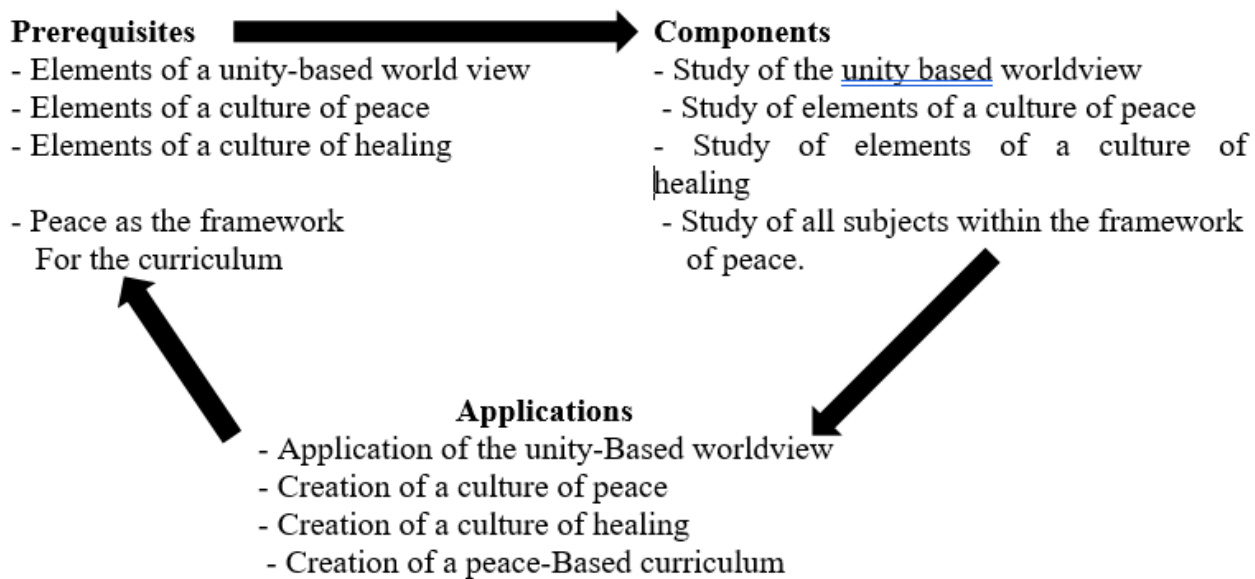 Prerequisites
- Elements of a unity-based world view
- Elements of a culture of peace
- Elements of a culture of healing
- Peace as the framework
For the curriculum
Components
- Study of the unity based worldview
- Study of elements of a culture of peace
- Study of elements of a culture of
healing
- Study of all subjects within the framework
of peace.
Applications
- Application of the unity-Based worldview
- Creation of a culture of peace
- Creation of a culture of healing
- Creation of a peace-Based curriculum